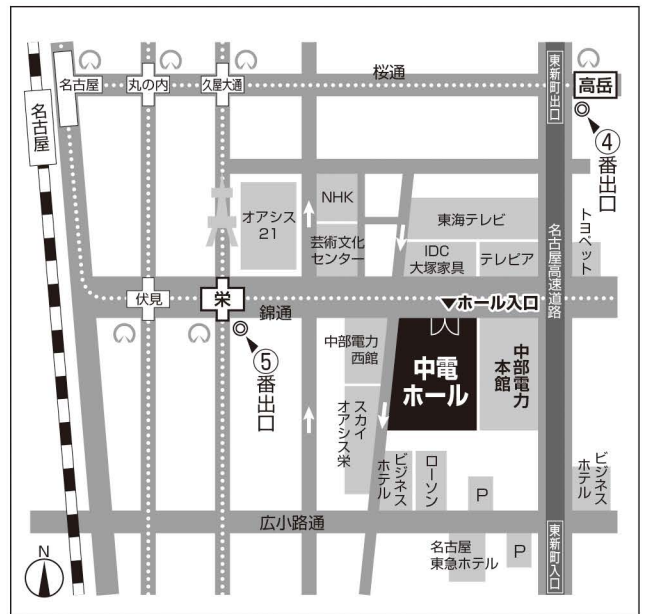 桜通
名古屋
丸の内
久屋大通
東新町出口
高岳
④番出口
名古屋
オアシス
21
NHK
芸術文化
センター
東海テレビ
IDC
大塚家具
テレピア
名古屋高速道路
トヨペット
伏見
栄
錦通
▼ホール入口
⑤番出口
中部電力
西館
中電
ホール
中部電力
本館
スカイ
オアシス栄
ビジネス
ホテル
ローソン
P
ビジネス
ホテル
広小路通
名古屋
東急ホテル
P
東新町入口
N